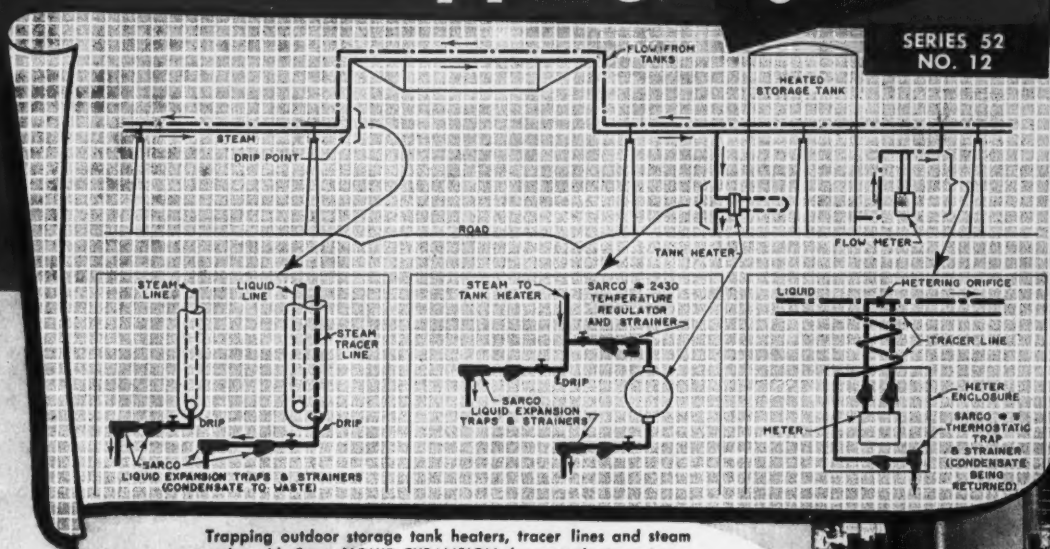 SERIES 52
NO. 12
FLOW FROM
TANKS
HEATED
STORAGE TANK
STEAM
DRIP POINT
ROAD
TANK HEATER
FLOW METER
STEAM
LINE
LIQUID
LINE
STEAM
TRACER
LINE
DRIP
DRIP
SARCO
LIQUID EXPANSION TRAPS & STRAINERS
(CONDENSATE TO WASTE)
STEAM TO
TANK HEATER
SARCO # 2430
TEMPERATURE
REGULATOR
AND STRAINER
DRIP
SARCO
LIQUID EXPANSION
TRAPS & STRAINERS
LIQUID
METERING ORIFICE
TRACER LINE
METER
ENCLOSURE
METER
SARCO #
THERMOSTATIC
TRAP
& STRAINER
(CONDENSATE
BEING
RETURNED)
Trapping outdoor storage tank heaters, tracer lines and steam